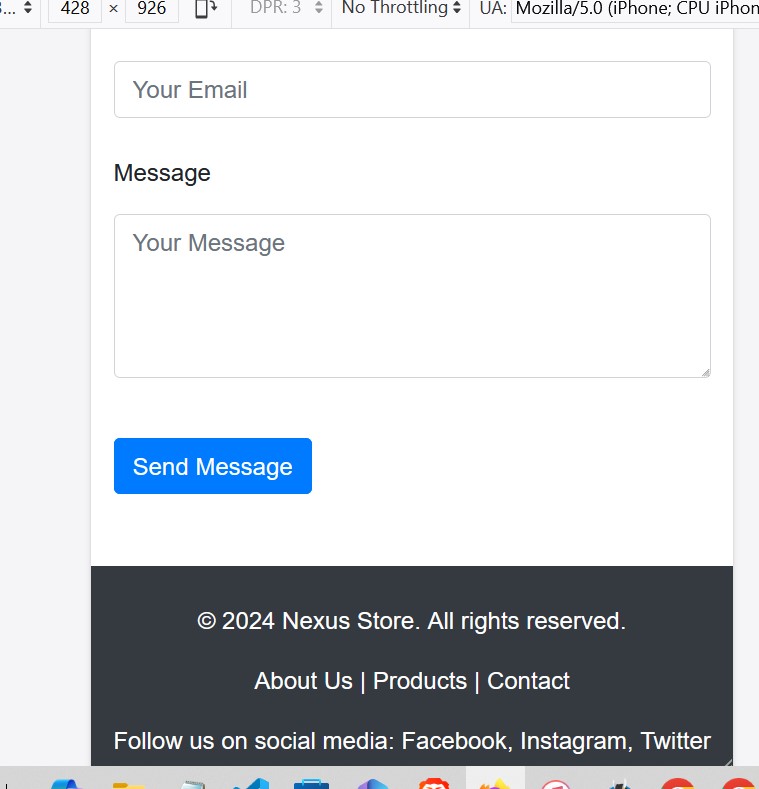 428 × 926 DPR: 3 No Throttling UA: Mozilla/5.0 (iPhone; CPU iPhon
Your Email
Message
Your Message
Send Message
© 2024 Nexus Store. All rights reserved.
About Us | Products | Contact
Follow us on social media: Facebook, Instagram, Twitter